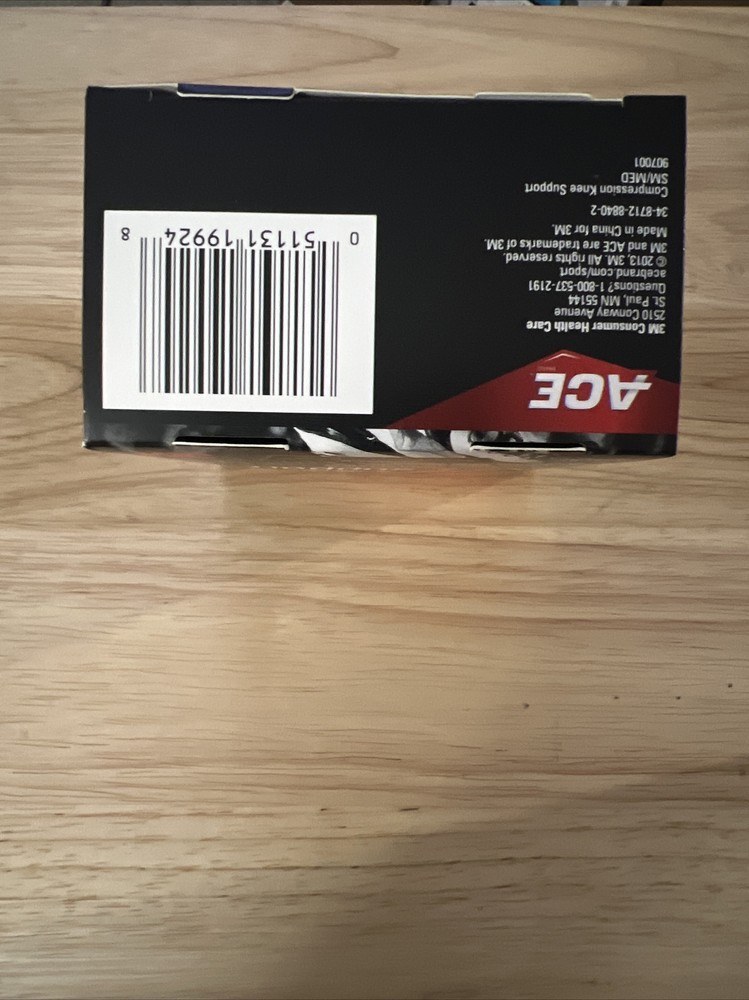 ACE
3M Consumer Health Care
2510 Conway Avenue
St. Paul, MN 55144
Questions? 1-800-537-2191
acebrand.com/sport
© 2013, 3M. All rights reserved.
3M and ACE are trademarks of 3M.
Made in China for 3M.
34-8712-8840-2
Compression Knee Support
SM/MED
907001
0 51131 19924 8